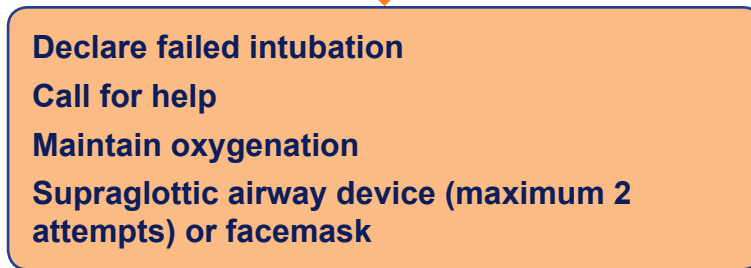 Declare failed intubation
Call for help
Maintain oxygenation
Supraglottic airway device (maximum 2
attempts) or facemask